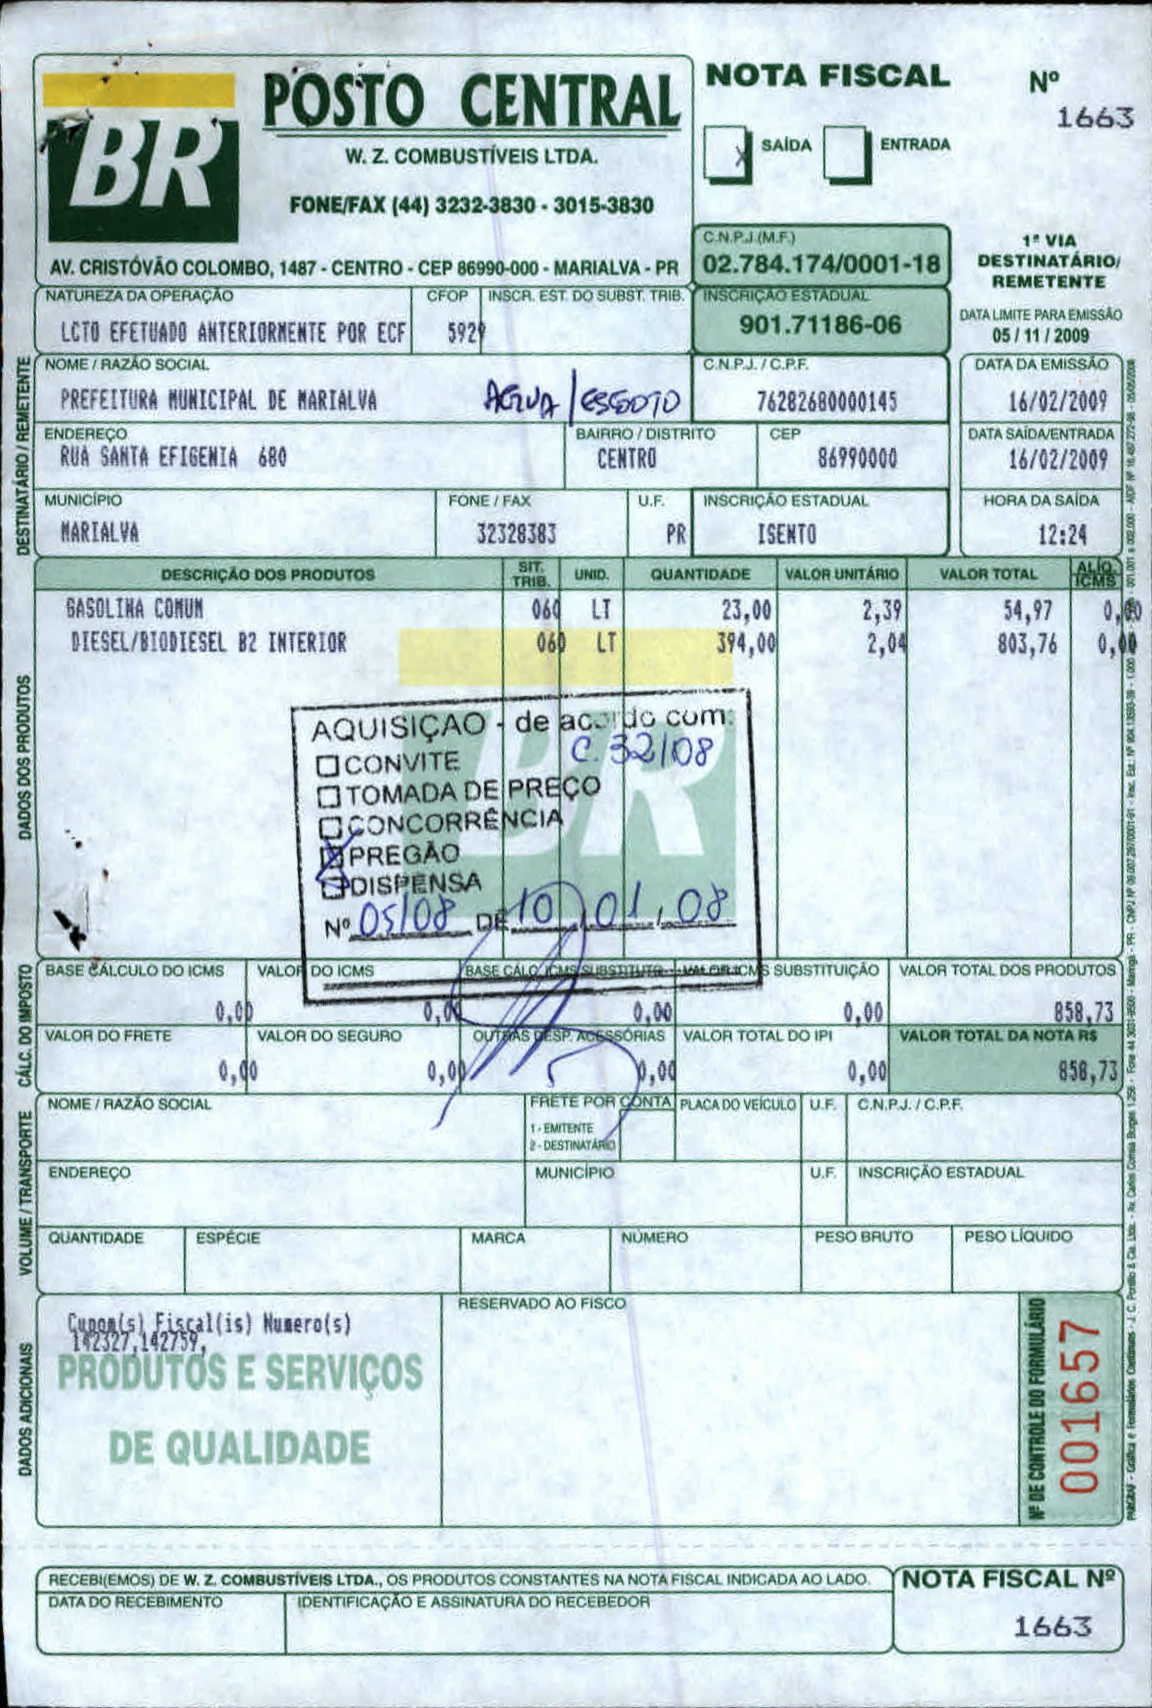 BR
POSTO CENTRAL
W. Z. COMBUSTÍVEIS LTDA.
FONE/FAX (44) 3232-3830 - 3015-3830
AV. CRISTÓVÃO COLOMBO, 1487 - CENTRO - CEP 86990-000 - MARIALVA - PR
NOTA FISCAL Nº
1663
X SAÍDA ENTRADA
C.N.P.J.(M.F.)
02.784.174/0001-18
1ª VIA
DESTINATÁRIO/
REMETENTE
NATUREZA DA OPERAÇÃO CFOP INSCR. EST. DO SUBST. TRIB. INSCRIÇÃO ESTADUAL
LCTO EFETUADO ANTERIORMENTE POR ECF 5929 901.71186-06
DATA LIMITE PARA EMISSÃO
05 / 11 / 2009
DESTINATÁRIO / REMETENTE
NOME / RAZÃO SOCIAL C.N.P.J. / C.P.F. DATA DA EMISSÃO
PREFEITURA MUNICIPAL DE MARIALVA AGUA / ESGOTO 76282680000145 16/02/2009
ENDEREÇO BAIRRO / DISTRITO CEP DATA SAÍDA/ENTRADA
RUA SANTA EFIGENIA 680 CENTRO 86990000 16/02/2009
MUNICÍPIO FONE / FAX U.F. INSCRIÇÃO ESTADUAL HORA DA SAÍDA
MARIALVA 32328383 PR ISENTO 12:24
DADOS DOS PRODUTOS
DESCRIÇÃO DOS PRODUTOS SIT. TRIB. UNID. QUANTIDADE VALOR UNITÁRIO VALOR TOTAL ALÍQ. ICMS
GASOLINA COMUM 060 LT 23,00 2,39 54,97 0,00
DIESEL/BIODIESEL B2 INTERIOR 060 LT 394,00 2,04 803,76 0,00
BR
AQUISIÇÃO - de acordo com:
C. 32/08
CONVITE
TOMADA DE PREÇO
CONCORRÊNCIA
X PREGÃO
DISPENSA
Nº 05/08 DE 10/01/08
CÁLC. DO IMPOSTO
BASE CÁLCULO DO ICMS VALOR DO ICMS BASE CÁLC. ICMS SUBSTITUTO VALOR ICMS SUBSTITUIÇÃO VALOR TOTAL DOS PRODUTOS
0,00 0,00 0,00 0,00 858,73
VALOR DO FRETE VALOR DO SEGURO OUTRAS DESP. ACESSÓRIAS VALOR TOTAL DO IPI VALOR TOTAL DA NOTA R$
0,00 0,00 0,00 0,00 858,73
VOLUME / TRANSPORTE
NOME / RAZÃO SOCIAL FRETE POR CONTA PLACA DO VEÍCULO U.F. C.N.P.J. / C.P.F.
1 - EMITENTE
2 - DESTINATÁRIO
ENDEREÇO MUNICÍPIO U.F. INSCRIÇÃO ESTADUAL
QUANTIDADE ESPÉCIE MARCA NÚMERO PESO BRUTO PESO LÍQUIDO
DADOS ADICIONAIS
RESERVADO AO FISCO
Cupom(s) Fiscal(is) Numero(s)
142327,142759,
PRODUTOS E SERVIÇOS
DE QUALIDADE
Nº DE CONTROLE DO FORMULÁRIO
001657
RECEBI(EMOS) DE W. Z. COMBUSTÍVEIS LTDA., OS PRODUTOS CONSTANTES NA NOTA FISCAL INDICADA AO LADO.
DATA DO RECEBIMENTO IDENTIFICAÇÃO E ASSINATURA DO RECEBEDOR
NOTA FISCAL Nº
1663